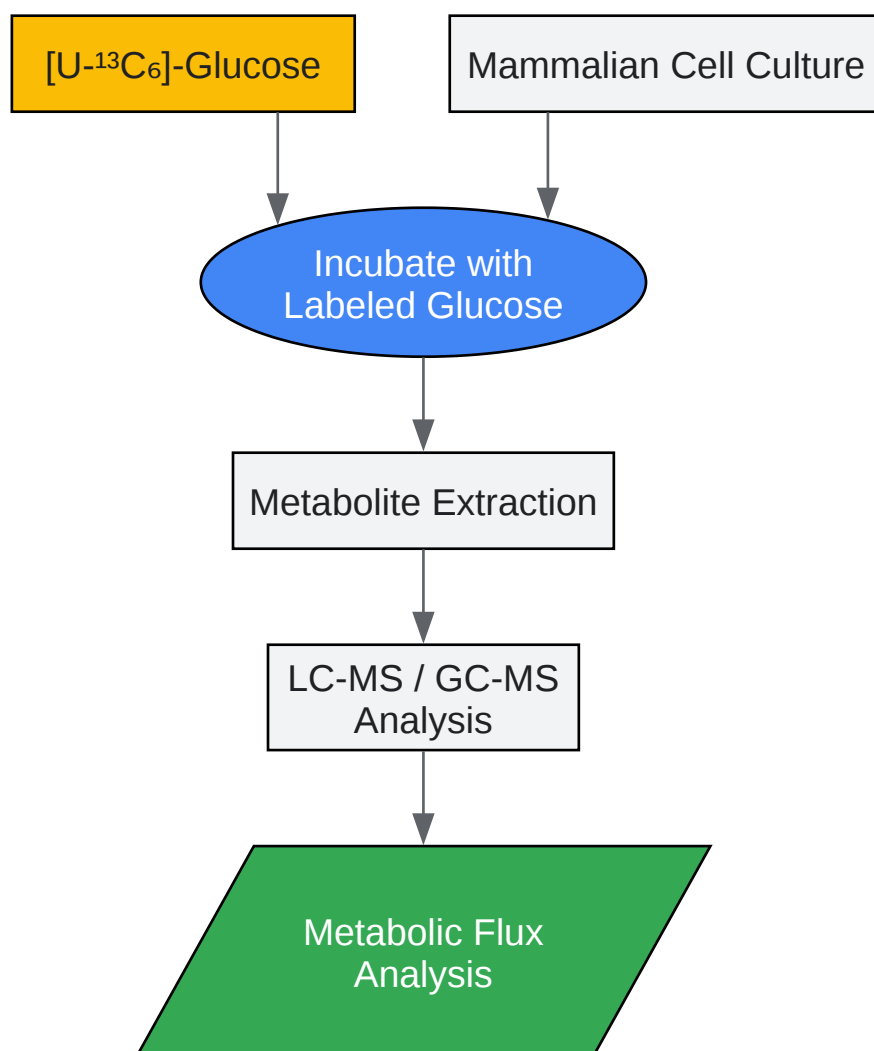 [U-¹³C₆]-Glucose
Mammalian Cell Culture
Incubate with
Labeled Glucose
Metabolite Extraction
LC-MS / GC-MS
Analysis
Metabolic Flux
Analysis